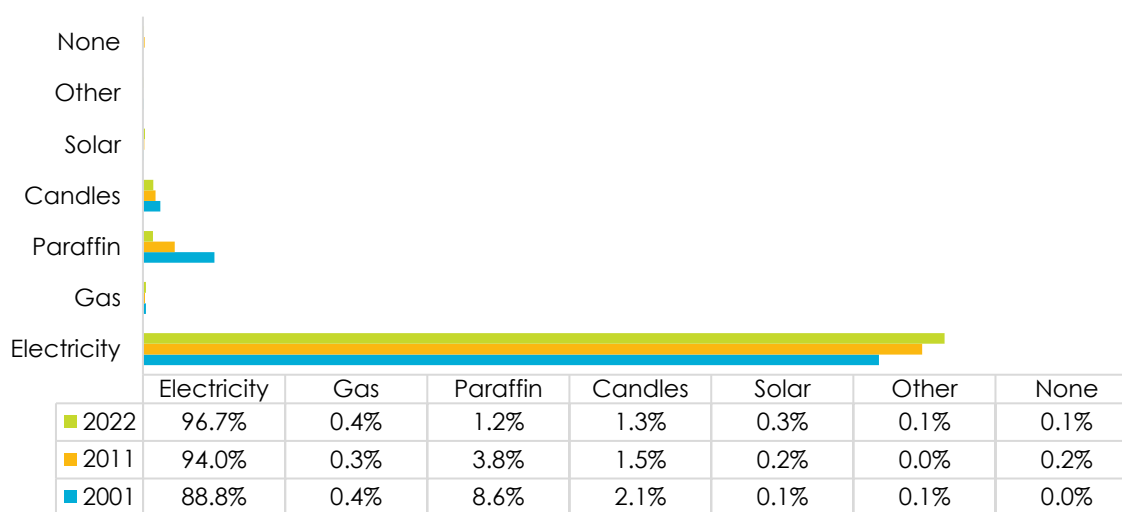 None
Other
Solar
Candles
Paraffin
Gas
Electricity
Electricity Gas Paraffin Candles Solar Other None
2022 96.7% 0.4% 1.2% 1.3% 0.3% 0.1% 0.1%
2011 94.0% 0.3% 3.8% 1.5% 0.2% 0.0% 0.2%
2001 88.8% 0.4% 8.6% 2.1% 0.1% 0.1% 0.0%